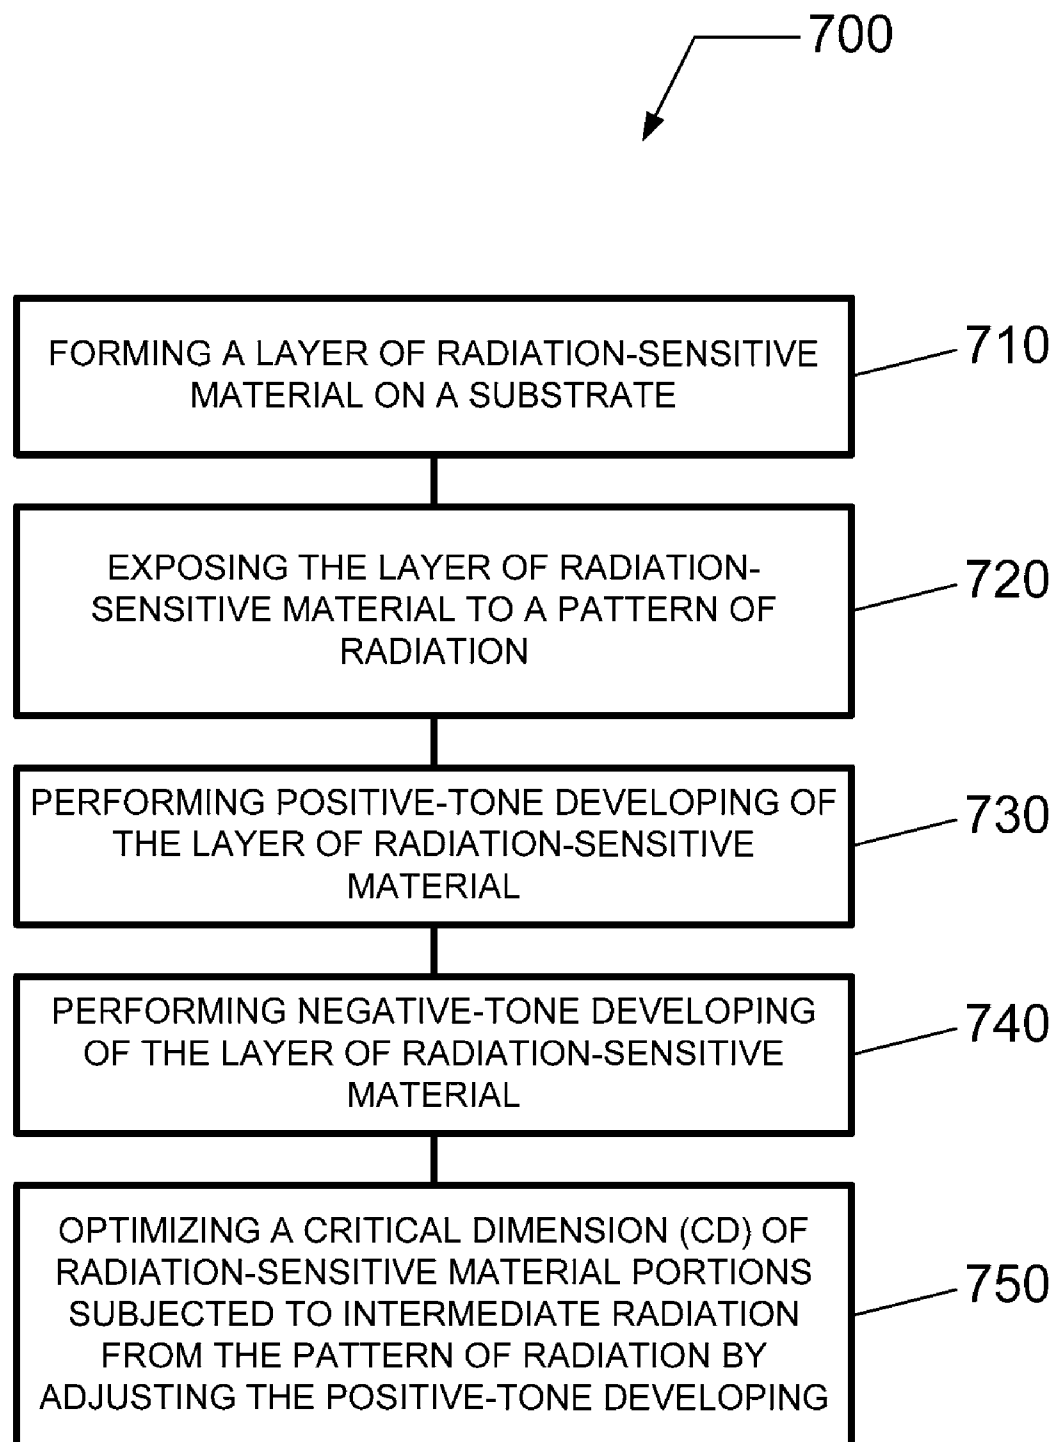 700
FORMING A LAYER OF RADIATION-SENSITIVE
MATERIAL ON A SUBSTRATE
710
EXPOSING THE LAYER OF RADIATION-
SENSITIVE MATERIAL TO A PATTERN OF
RADIATION
720
PERFORMING POSITIVE-TONE DEVELOPING OF
THE LAYER OF RADIATION-SENSITIVE
MATERIAL
730
PERFORMING NEGATIVE-TONE DEVELOPING
OF THE LAYER OF RADIATION-SENSITIVE
MATERIAL
740
OPTIMIZING A CRITICAL DIMENSION (CD) OF
RADIATION-SENSITIVE MATERIAL PORTIONS
SUBJECTED TO INTERMEDIATE RADIATION
FROM THE PATTERN OF RADIATION BY
ADJUSTING THE POSITIVE-TONE DEVELOPING
750